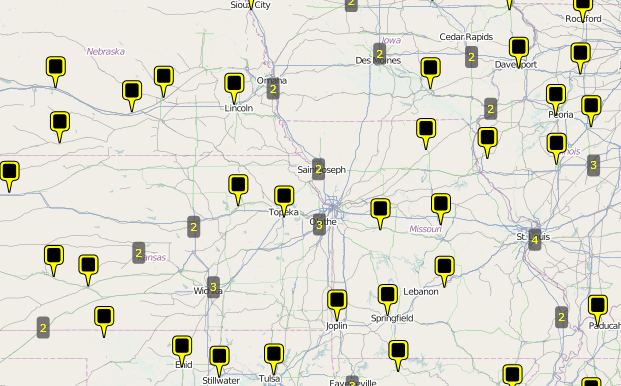 Sioux City
2
Rockford
Cedar Rapids
Iowa
Nebraska
2
2
Des Moines
Davenport
Omaha
2
Lincoln
2
Peoria
Saint Joseph
2
3
Topeka
Olathe
3
2
Missouri
St. Louis
4
2
Kansas
Wichita
3
Lebanon
2
2
Springfield
Joplin
Paducah
Enid
Stillwater
Tulsa
Fayetteville